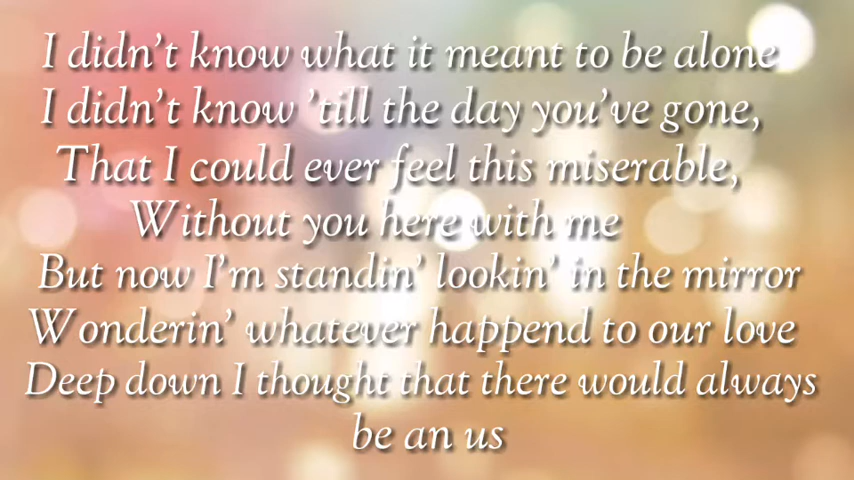 I didn't know what it meant to be alone
I didn't know 'till the day you've gone,
That I could ever feel this miserable,
Without you here with me
But now I'm standin' lookin' in the mirror
Wonderin' whatever happend to our love
Deep down I thought that there would always
be an us